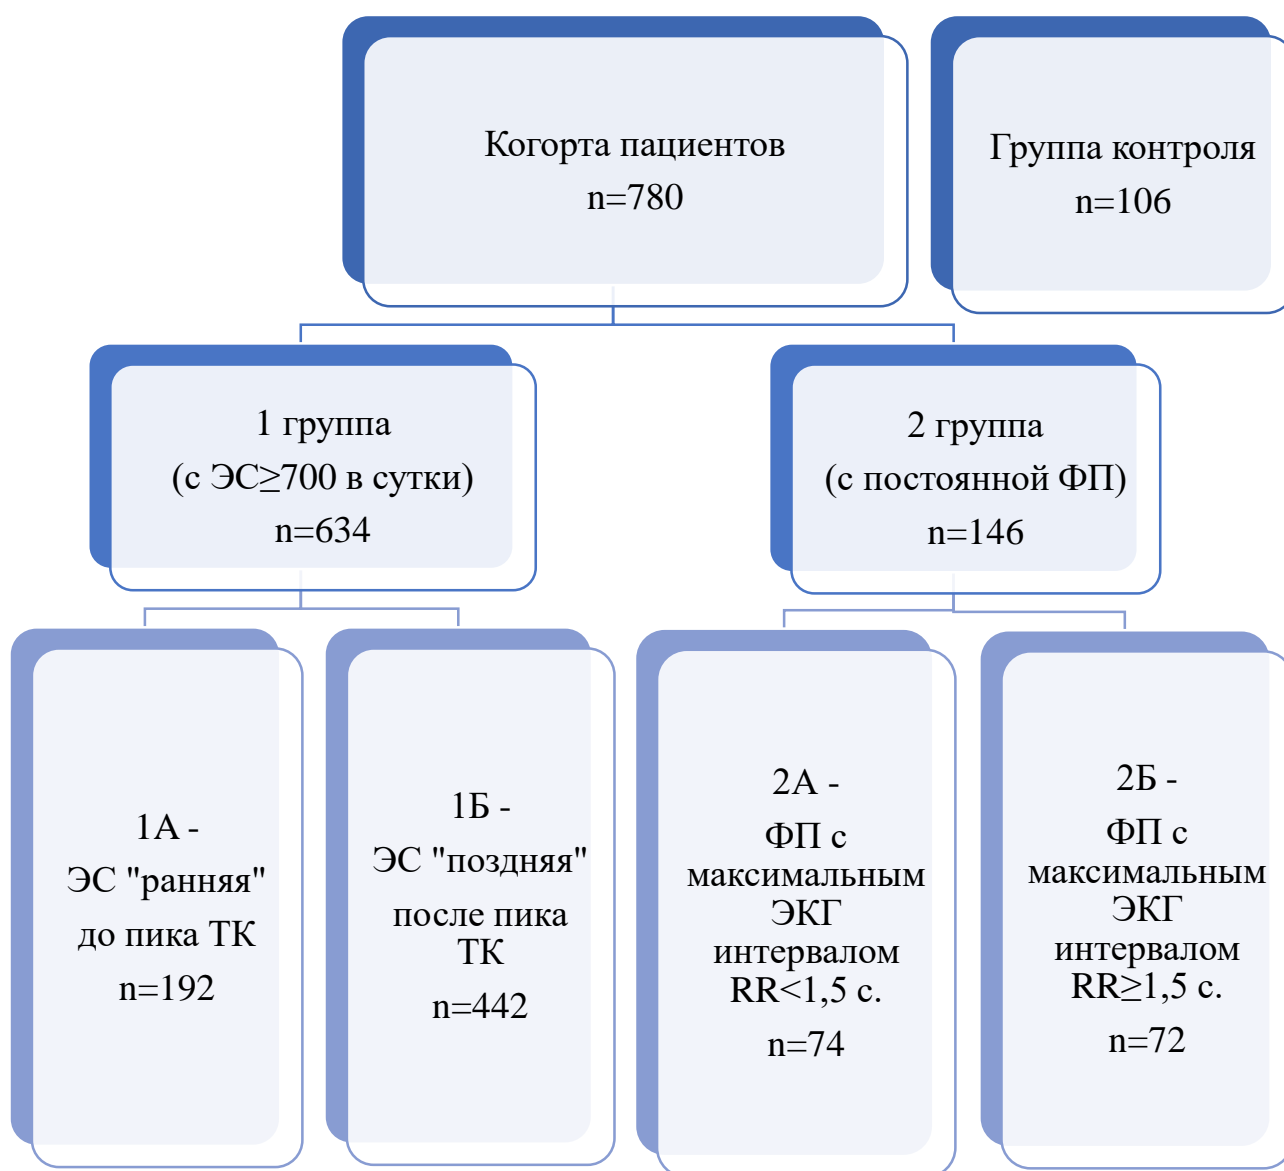 Когорта пациентов
n=780
Группа контроля
n=106
1 группа
(с ЭС≥700 в сутки)
n=634
2 группа
(с постоянной ФП)
n=146
1А -
ЭС "ранняя"
до пика ТК
n=192
1Б -
ЭС "поздняя"
после пика
ТК
n=442
2А -
ФП с
максимальным
ЭКГ
интервалом
RR<1,5 с.
n=74
2Б -
ФП с
максимальным
ЭКГ
интервалом
RR≥1,5 с.
n=72